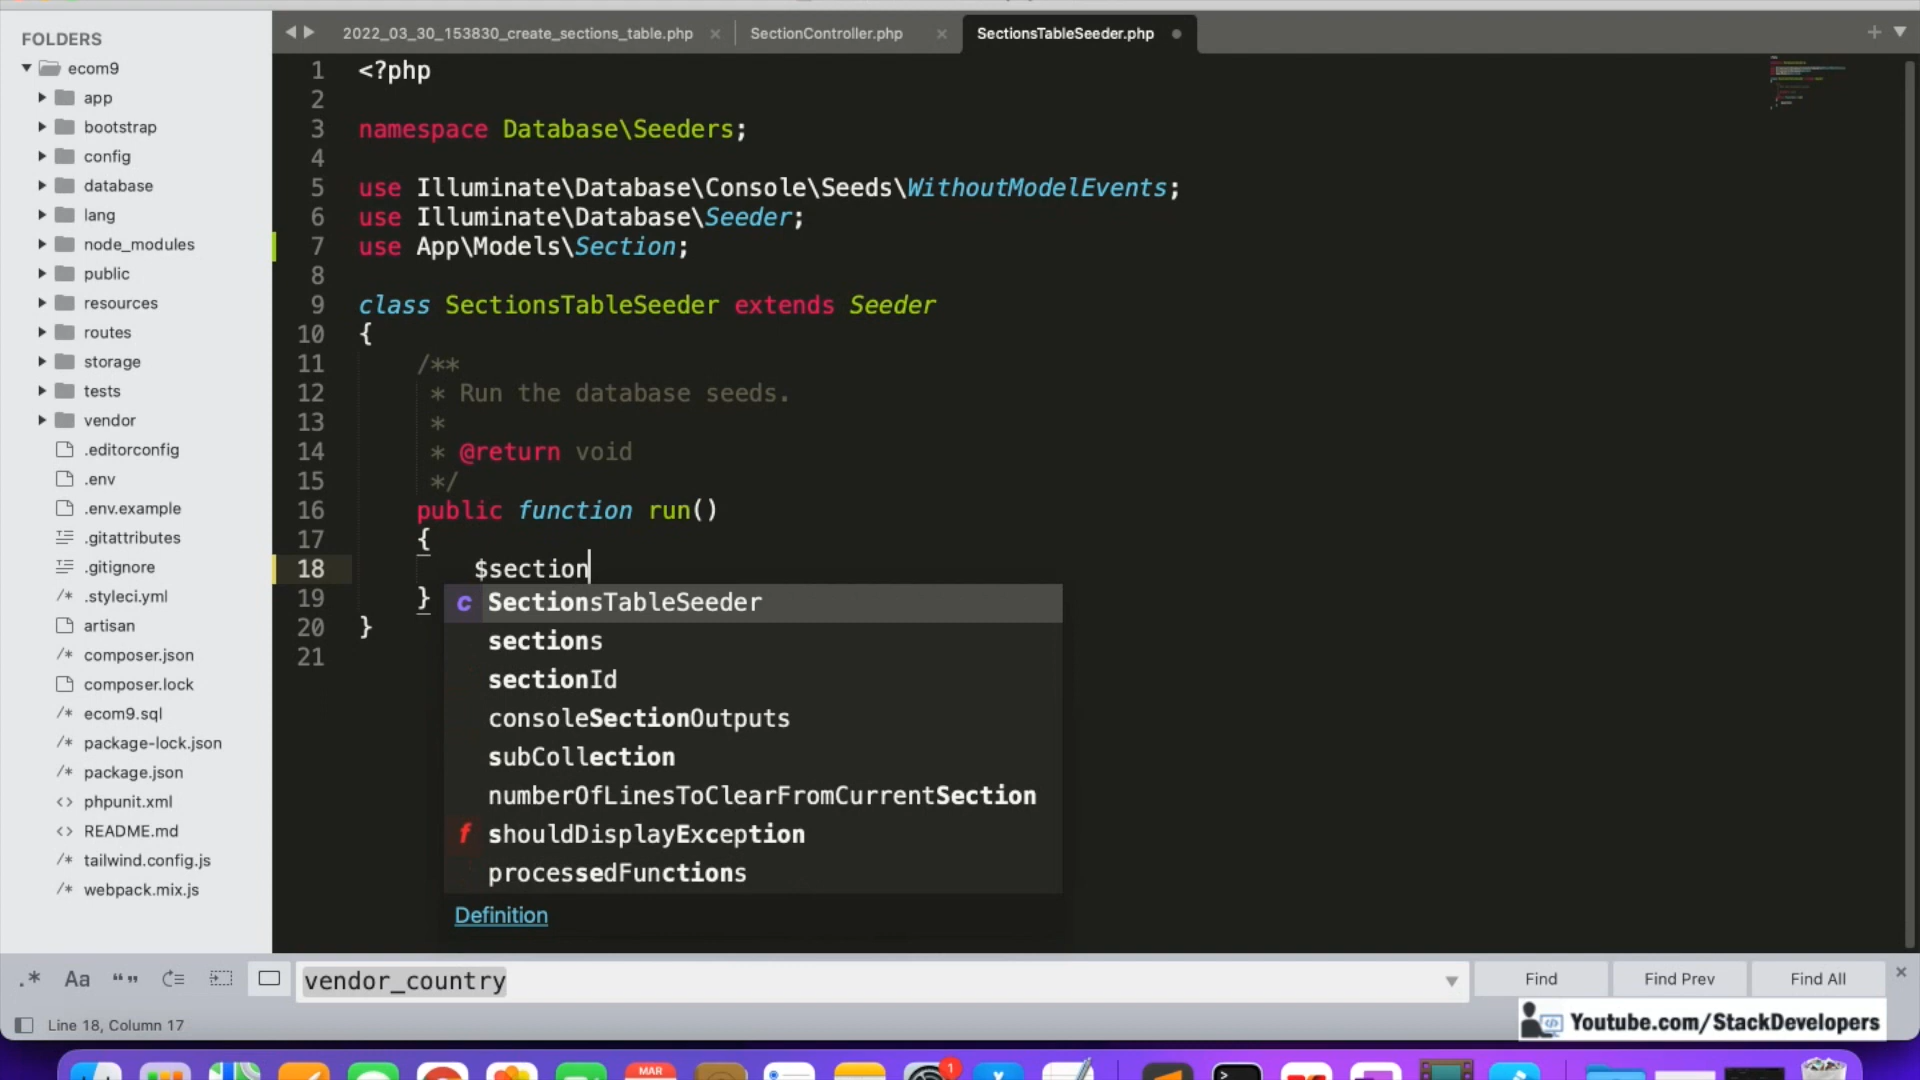 FOLDERS
ecom9
app
bootstrap
config
database
lang
node_modules
public
resources
routes
storage
tests
vendor
.editorconfig
.env
.env.example
.gitattributes
.gitignore
/* .styleci.yml
artisan
/* composer.json
composer.lock
/* ecom9.sql
/* package-lock.json
/* package.json
<> phpunit.xml
<> README.md
/* tailwind.config.js
/* webpack.mix.js
2022_03_30_153830_create_sections_table.php
SectionController.php
SectionsTableSeeder.php
1 <?php
2
3 namespace Database\Seeders;
4
5 use Illuminate\Database\Console\Seeds\WithoutModelEvents;
6 use Illuminate\Database\Seeder;
7 use App\Models\Section;
8
9 class SectionsTableSeeder extends Seeder
10 {
11 /**
12 * Run the database seeds.
13 *
14 * @return void
15 */
16 public function run()
17 {
18 $section
19 }
20 }
21
c SectionsTableSeeder
sections
sectionId
consoleSectionOutputs
subCollection
numberOfLinesToClearFromCurrentSection
f shouldDisplayException
processedFunctions
Definition
.* Aa “” vendor_country Find Find Prev Find All
Line 18, Column 17
Youtube.com/StackDevelopers
MAR
1